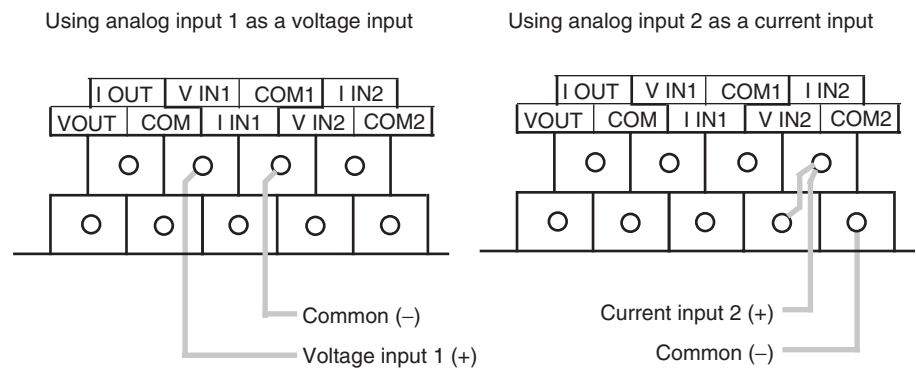 Using analog input 1 as a voltage input
I OUT V IN1 COM1 I IN2
VOUT COM I IN1 V IN2 COM2
Common (−)
Voltage input 1 (+)
Using analog input 2 as a current input
I OUT V IN1 COM1 I IN2
VOUT COM I IN1 V IN2 COM2
Current input 2 (+)
Common (−)